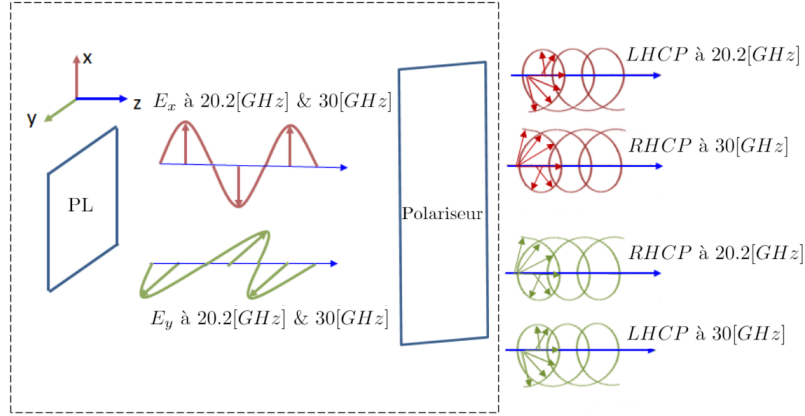 x
y
z
PL
E_x à 20.2[GHz] & 30[GHz]
E_y à 20.2[GHz] & 30[GHz]
Polariseur
LHCP à 20.2[GHz]
RHCP à 30[GHz]
RHCP à 20.2[GHz]
LHCP à 30[GHz]